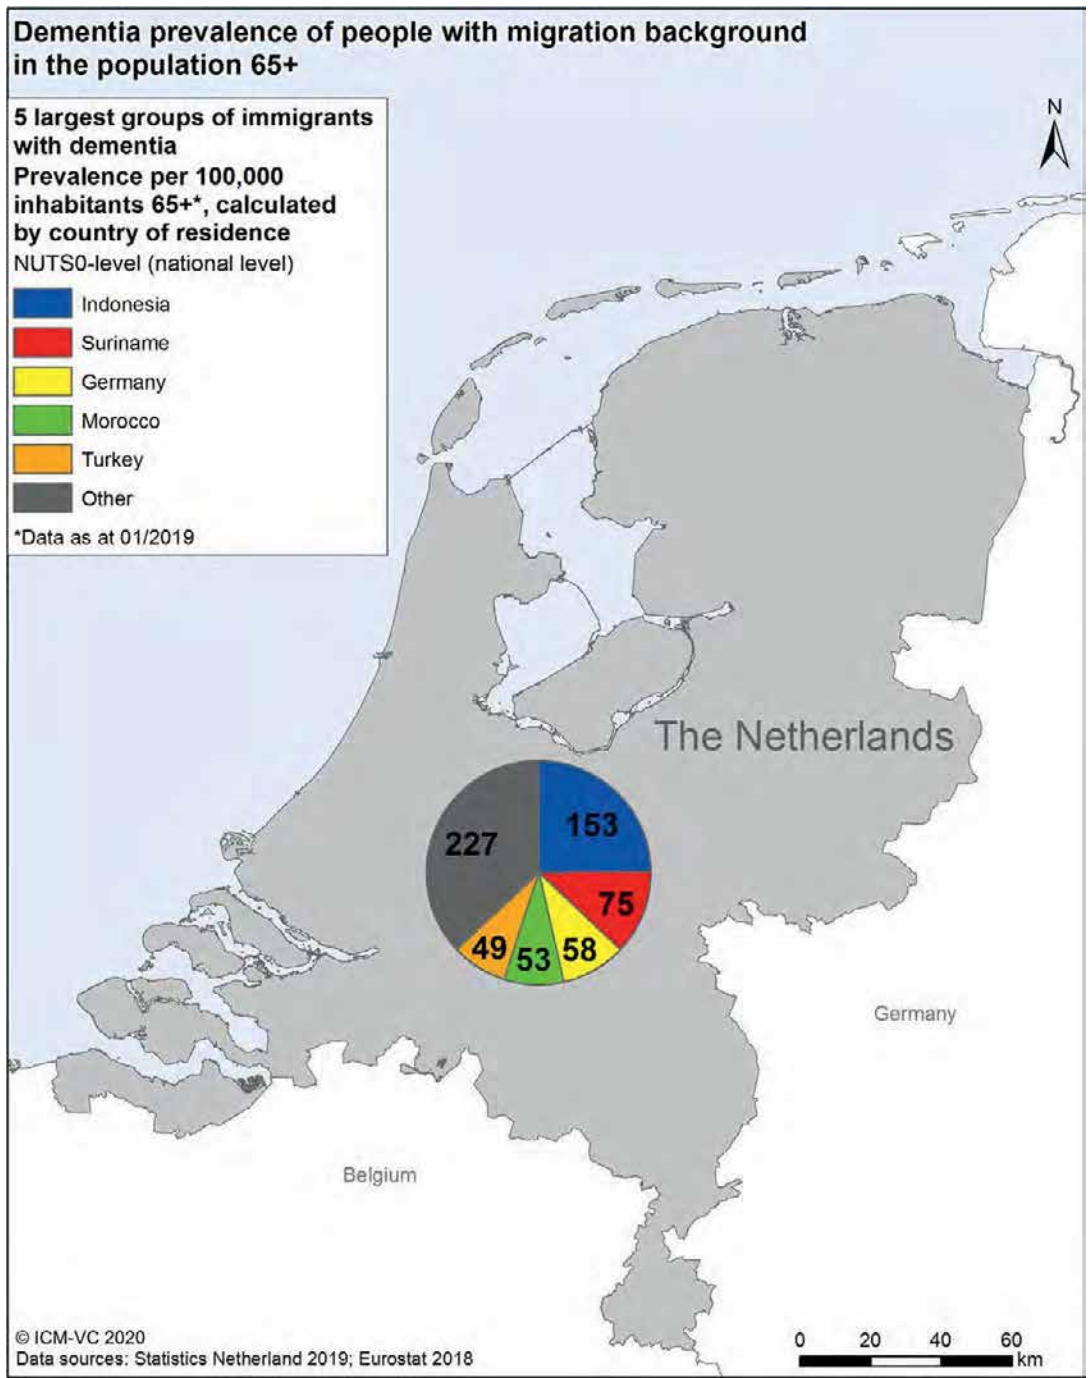 Dementia prevalence of people with migration background
in the population 65+
5 largest groups of immigrants
with dementia
Prevalence per 100,000
inhabitants 65+*, calculated
by country of residence
NUTS0-level (national level)
Indonesia
Suriname
Germany
Morocco
Turkey
Other
*Data as at 01/2019
N
The Netherlands
227
153
75
49
53
58
Germany
Belgium
© ICM-VC 2020
Data sources: Statistics Netherland 2019; Eurostat 2018
0 20 40 60
km